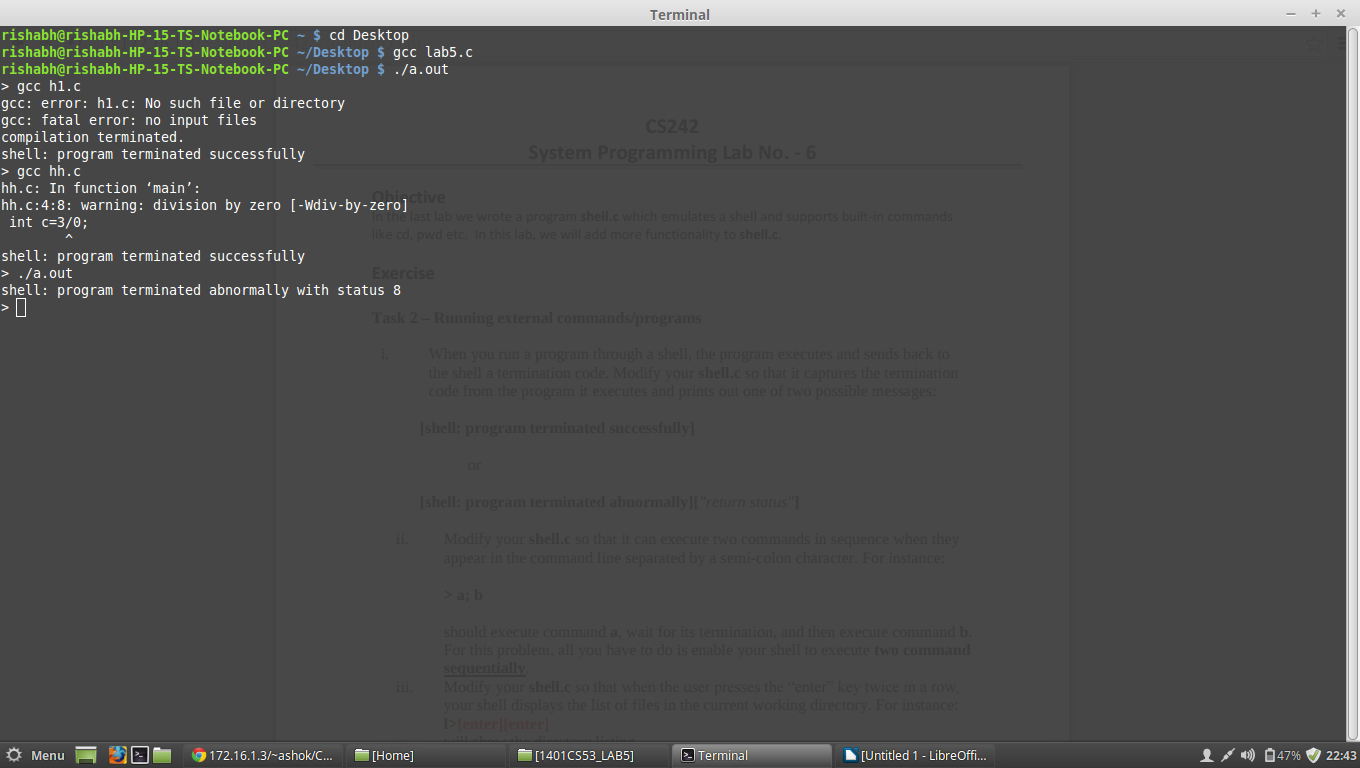 Terminal
rishabh@rishabh-HP-15-TS-Notebook-PC ~ $ cd Desktop
rishabh@rishabh-HP-15-TS-Notebook-PC ~/Desktop $ gcc lab5.c
rishabh@rishabh-HP-15-TS-Notebook-PC ~/Desktop $ ./a.out
> gcc h1.c
gcc: error: h1.c: No such file or directory
gcc: fatal error: no input files
compilation terminated.
shell: program terminated successfully
> gcc hh.c
hh.c: In function ‘main’:
hh.c:4:8: warning: division by zero [-Wdiv-by-zero]
 int c=3/0;
        ^
shell: program terminated successfully
> ./a.out
shell: program terminated abnormally with status 8
>
CS242
System Programming Lab No. - 6
Objective
In the last lab we wrote a program shell.c which emulates a shell and supports built-in commands
like cd, pwd etc. In this lab, we will add more functionality to shell.c.
Exercise
Task 2 – Running external commands/programs
i. When you run a program through a shell, the program executes and sends back to
the shell a termination code. Modify your shell.c so that it captures the termination
code from the program it executes and prints out one of two possible messages:
[shell: program terminated successfully]
or
[shell: program terminated abnormally]["return status"]
ii. Modify your shell.c so that it can execute two commands in sequence when they
appear in the command line separated by a semi-colon character. For instance:
> a; b
should execute command a, wait for its termination, and then execute command b.
For this problem, all you have to do is enable your shell to execute two command
sequentially.
iii. Modify your shell.c so that when the user presses the “enter” key twice in a row,
your shell displays the list of files in the current working directory. For instance:
l>[enter][enter]
will show the directory listing
Menu
172.16.1.3/~ashok/C...
[Home]
[1401CS53_LAB5]
Terminal
[Untitled 1 - LibreOffi...
47%
22:43